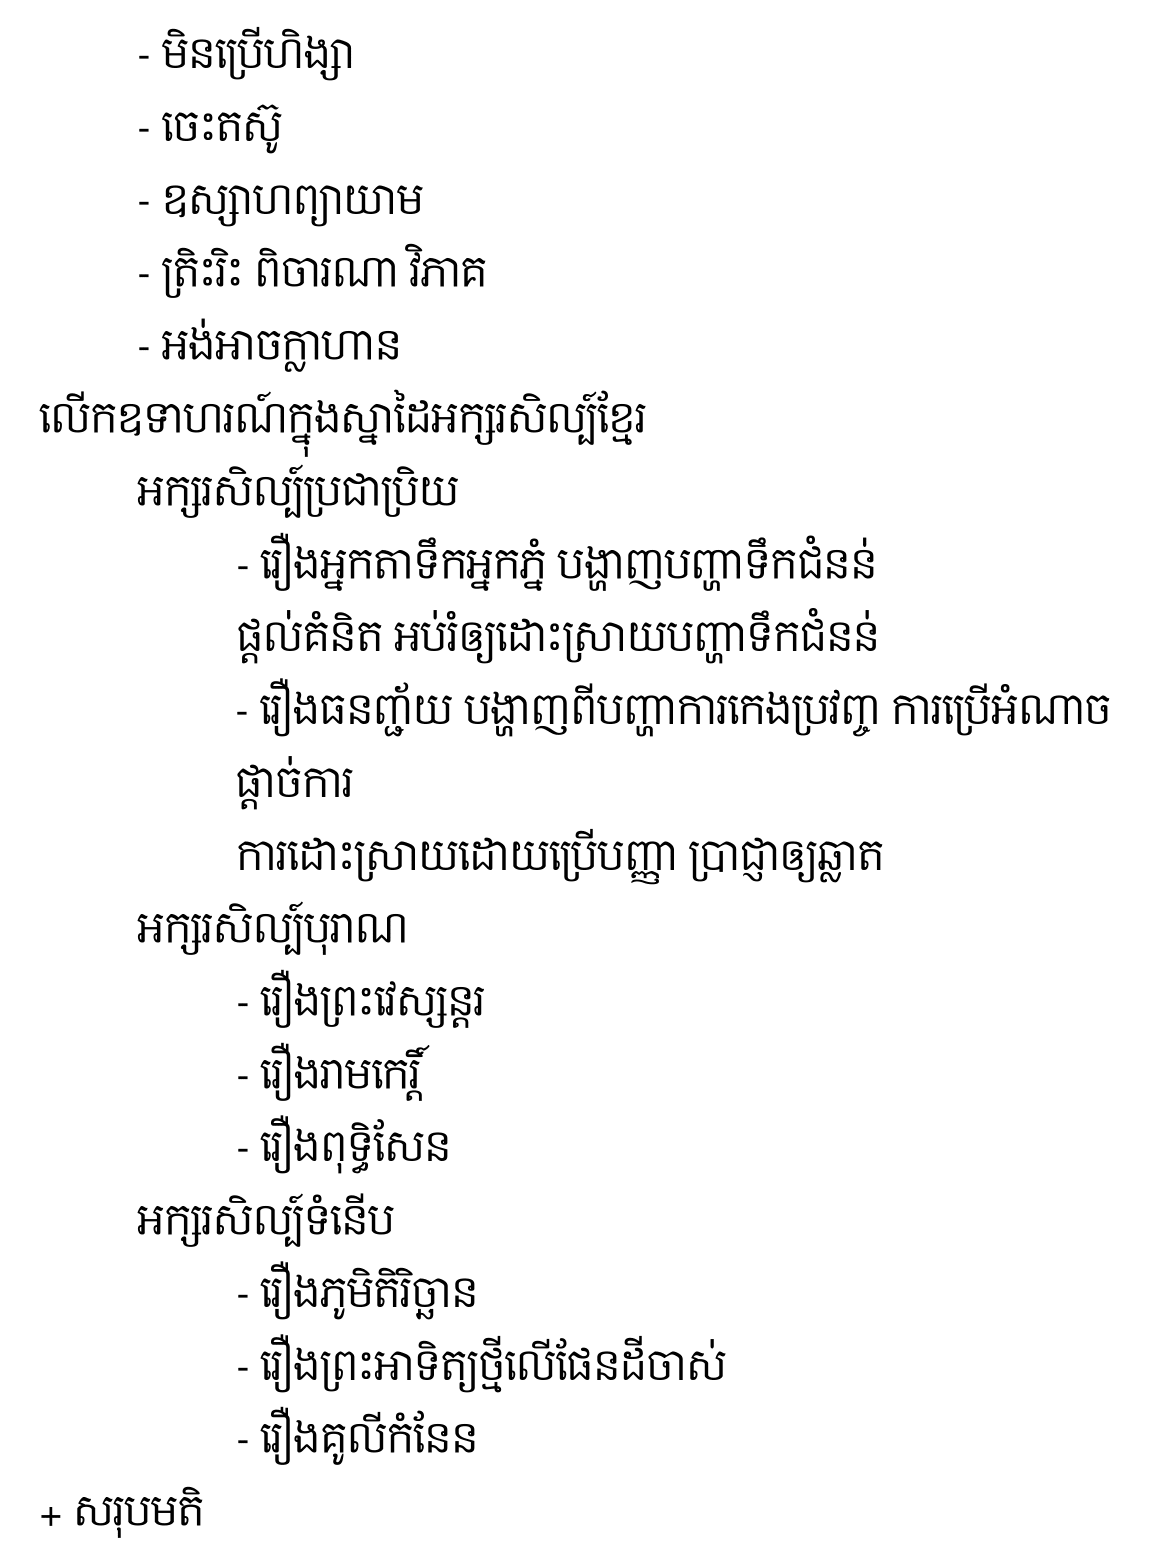 - មិនប្រើហិង្សា
- ចេះតស៊ូ
- ឧស្សាហព្យាយាម
- ត្រិះរិះ ពិចារណា វិភាគ
- អង់អាចក្លាហាន
លើកឧទាហរណ៍ក្នុងស្នាដៃអក្សរសិល្ប៍ខ្មែរ
អក្សរសិល្ប៍ប្រជាប្រិយ
- រឿងអ្នកតាទឹកអ្នកភ្នំ បង្ហាញបញ្ហាទឹកជំនន់
ផ្តល់គំនិត អប់រំឲ្យដោះស្រាយបញ្ហាទឹកជំនន់
- រឿងធនញ្ជ័យ បង្ហាញពីបញ្ហាការកេងប្រវញ្ច ការប្រើអំណាច
ផ្តាច់ការ
ការដោះស្រាយដោយប្រើបញ្ញា ប្រាជ្ញាឲ្យឆ្លាត
អក្សរសិល្ប៍បុរាណ
- រឿងព្រះវេស្សន្តរ
- រឿងរាមកេរ្តិ៍
- រឿងពុទ្ធិសែន
អក្សរសិល្ប៍ទំនើប
- រឿងភូមិតិរិច្ឆាន
- រឿងព្រះអាទិត្យថ្មីលើផែនដីចាស់
- រឿងគូលីកំនែន
+ សរុបមតិ